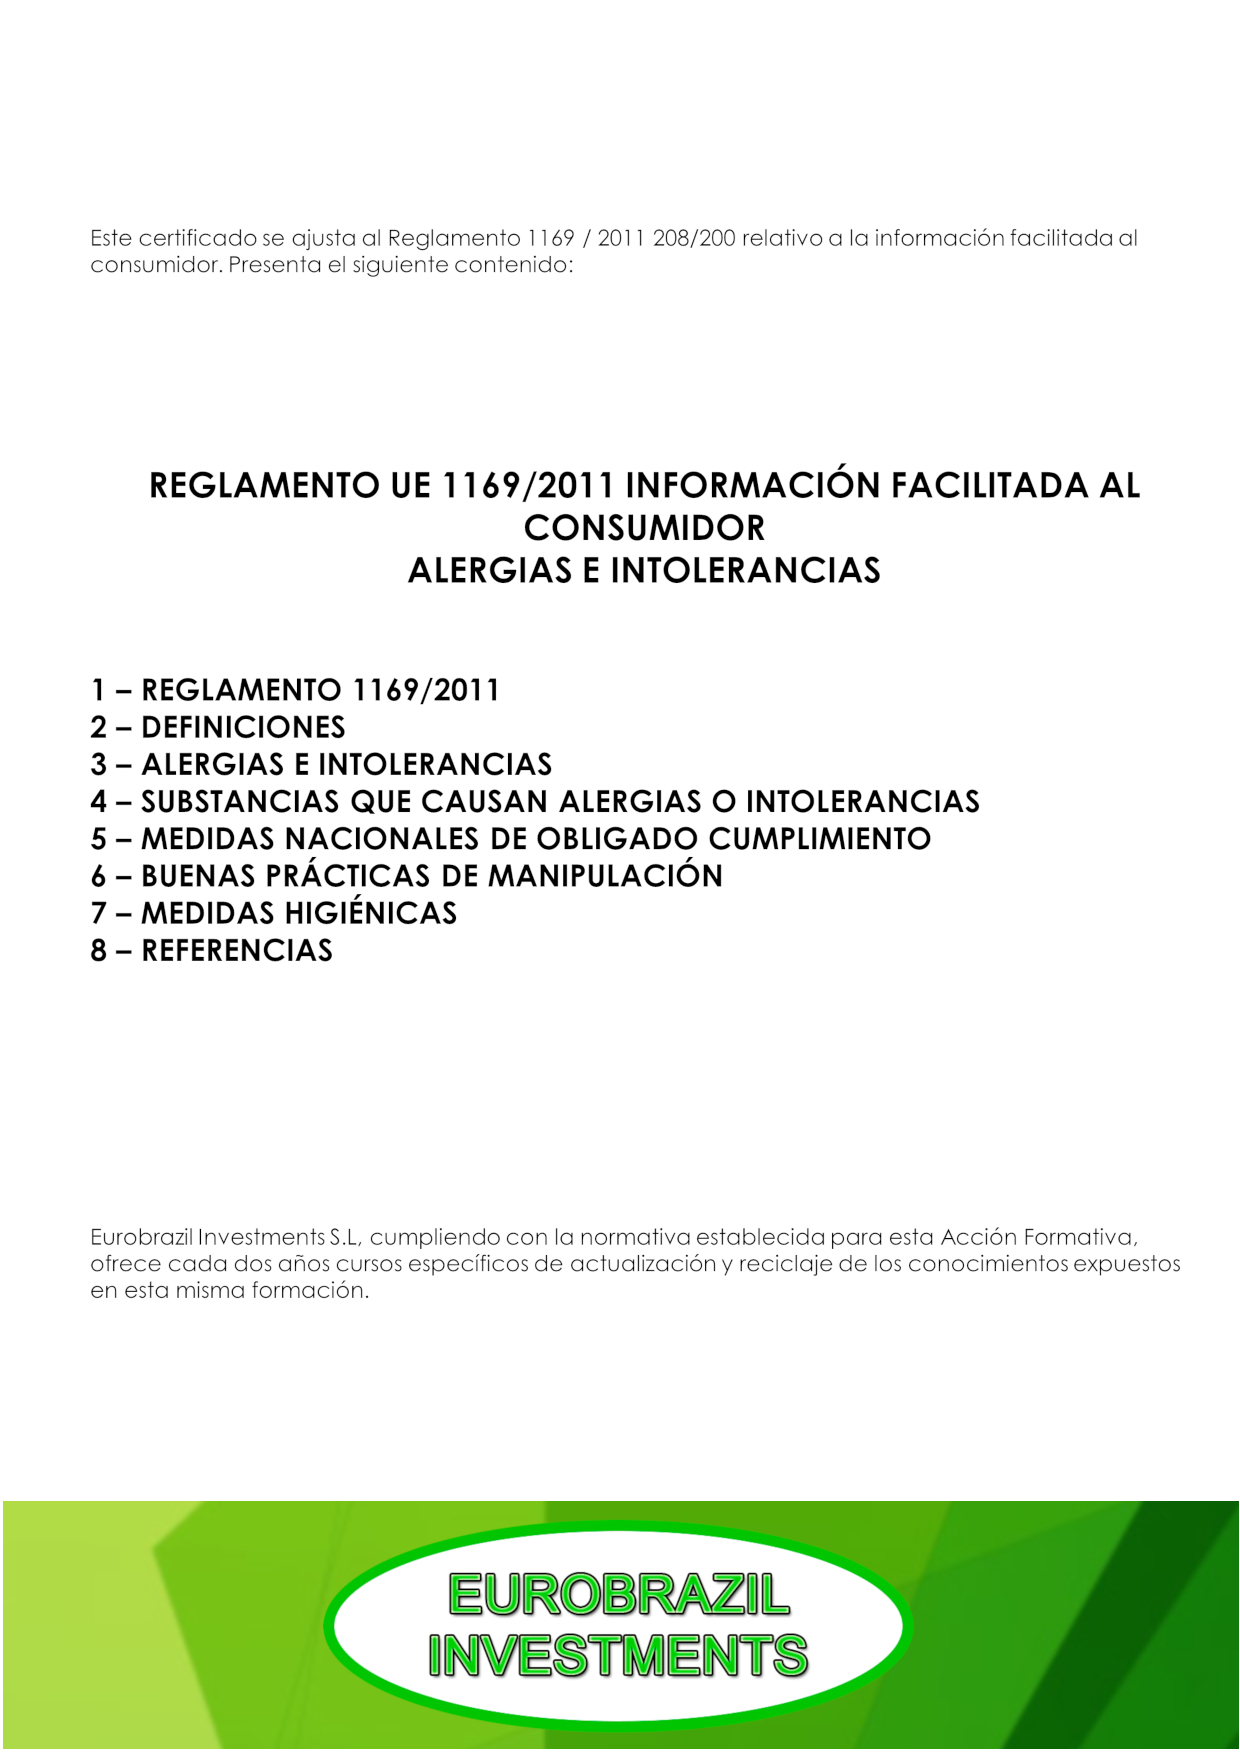 Este certificado se ajusta al Reglamento 1169 / 2011 208/200 relativo a la información facilitada al
consumidor. Presenta el siguiente contenido:
REGLAMENTO UE 1169/2011 INFORMACIÓN FACILITADA AL
CONSUMIDOR
ALERGIAS E INTOLERANCIAS
1 – REGLAMENTO 1169/2011
2 – DEFINICIONES
3 – ALERGIAS E INTOLERANCIAS
4 – SUBSTANCIAS QUE CAUSAN ALERGIAS O INTOLERANCIAS
5 – MEDIDAS NACIONALES DE OBLIGADO CUMPLIMIENTO
6 – BUENAS PRÁCTICAS DE MANIPULACIÓN
7 – MEDIDAS HIGIÉNICAS
8 – REFERENCIAS
Eurobrazil Investments S.L, cumpliendo con la normativa establecida para esta Acción Formativa,
ofrece cada dos años cursos específicos de actualización y reciclaje de los conocimientos expuestos
en esta misma formación.
EUROBRAZIL
INVESTMENTS